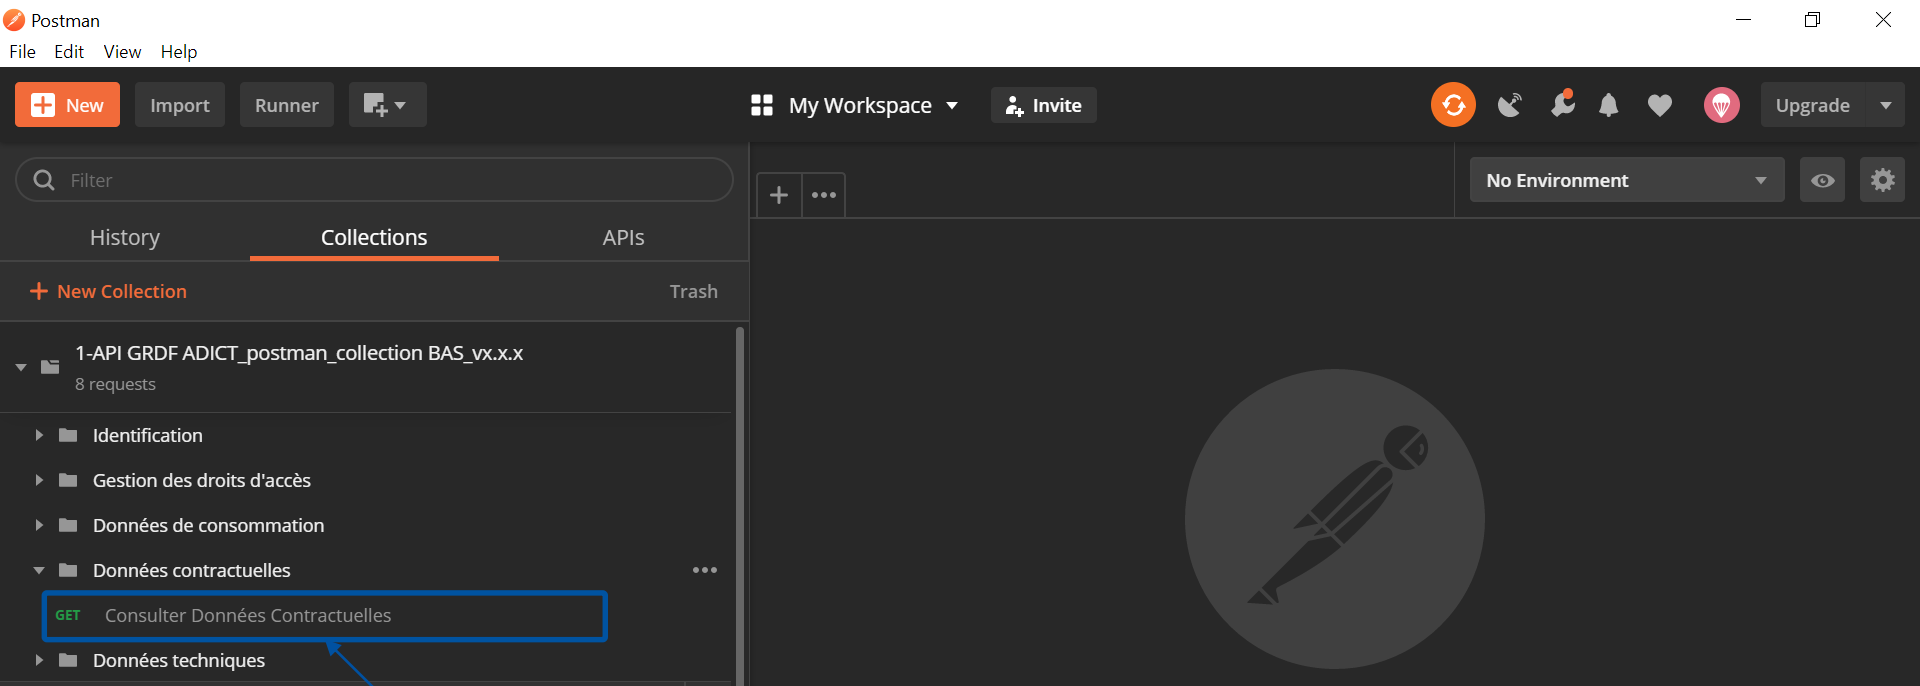 Postman
File Edit View Help
New Import Runner My Workspace Invite Upgrade
Filter
No Environment
History Collections APIs
New Collection Trash
1-API GRDF ADICT_postman_collection BAS_vx.x.x
8 requests
Identification
Gestion des droits d'accès
Données de consommation
Données contractuelles
GET Consulter Données Contractuelles
Données techniques